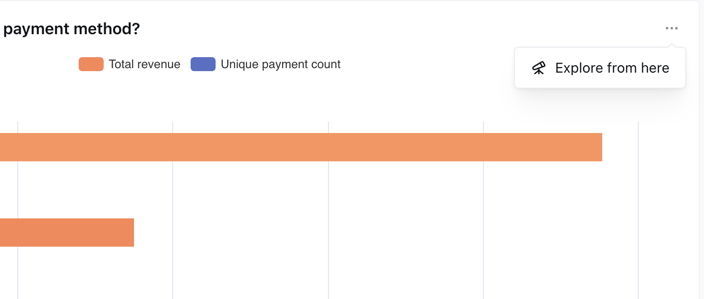 payment method?
Total revenue
Unique payment count
Explore from here